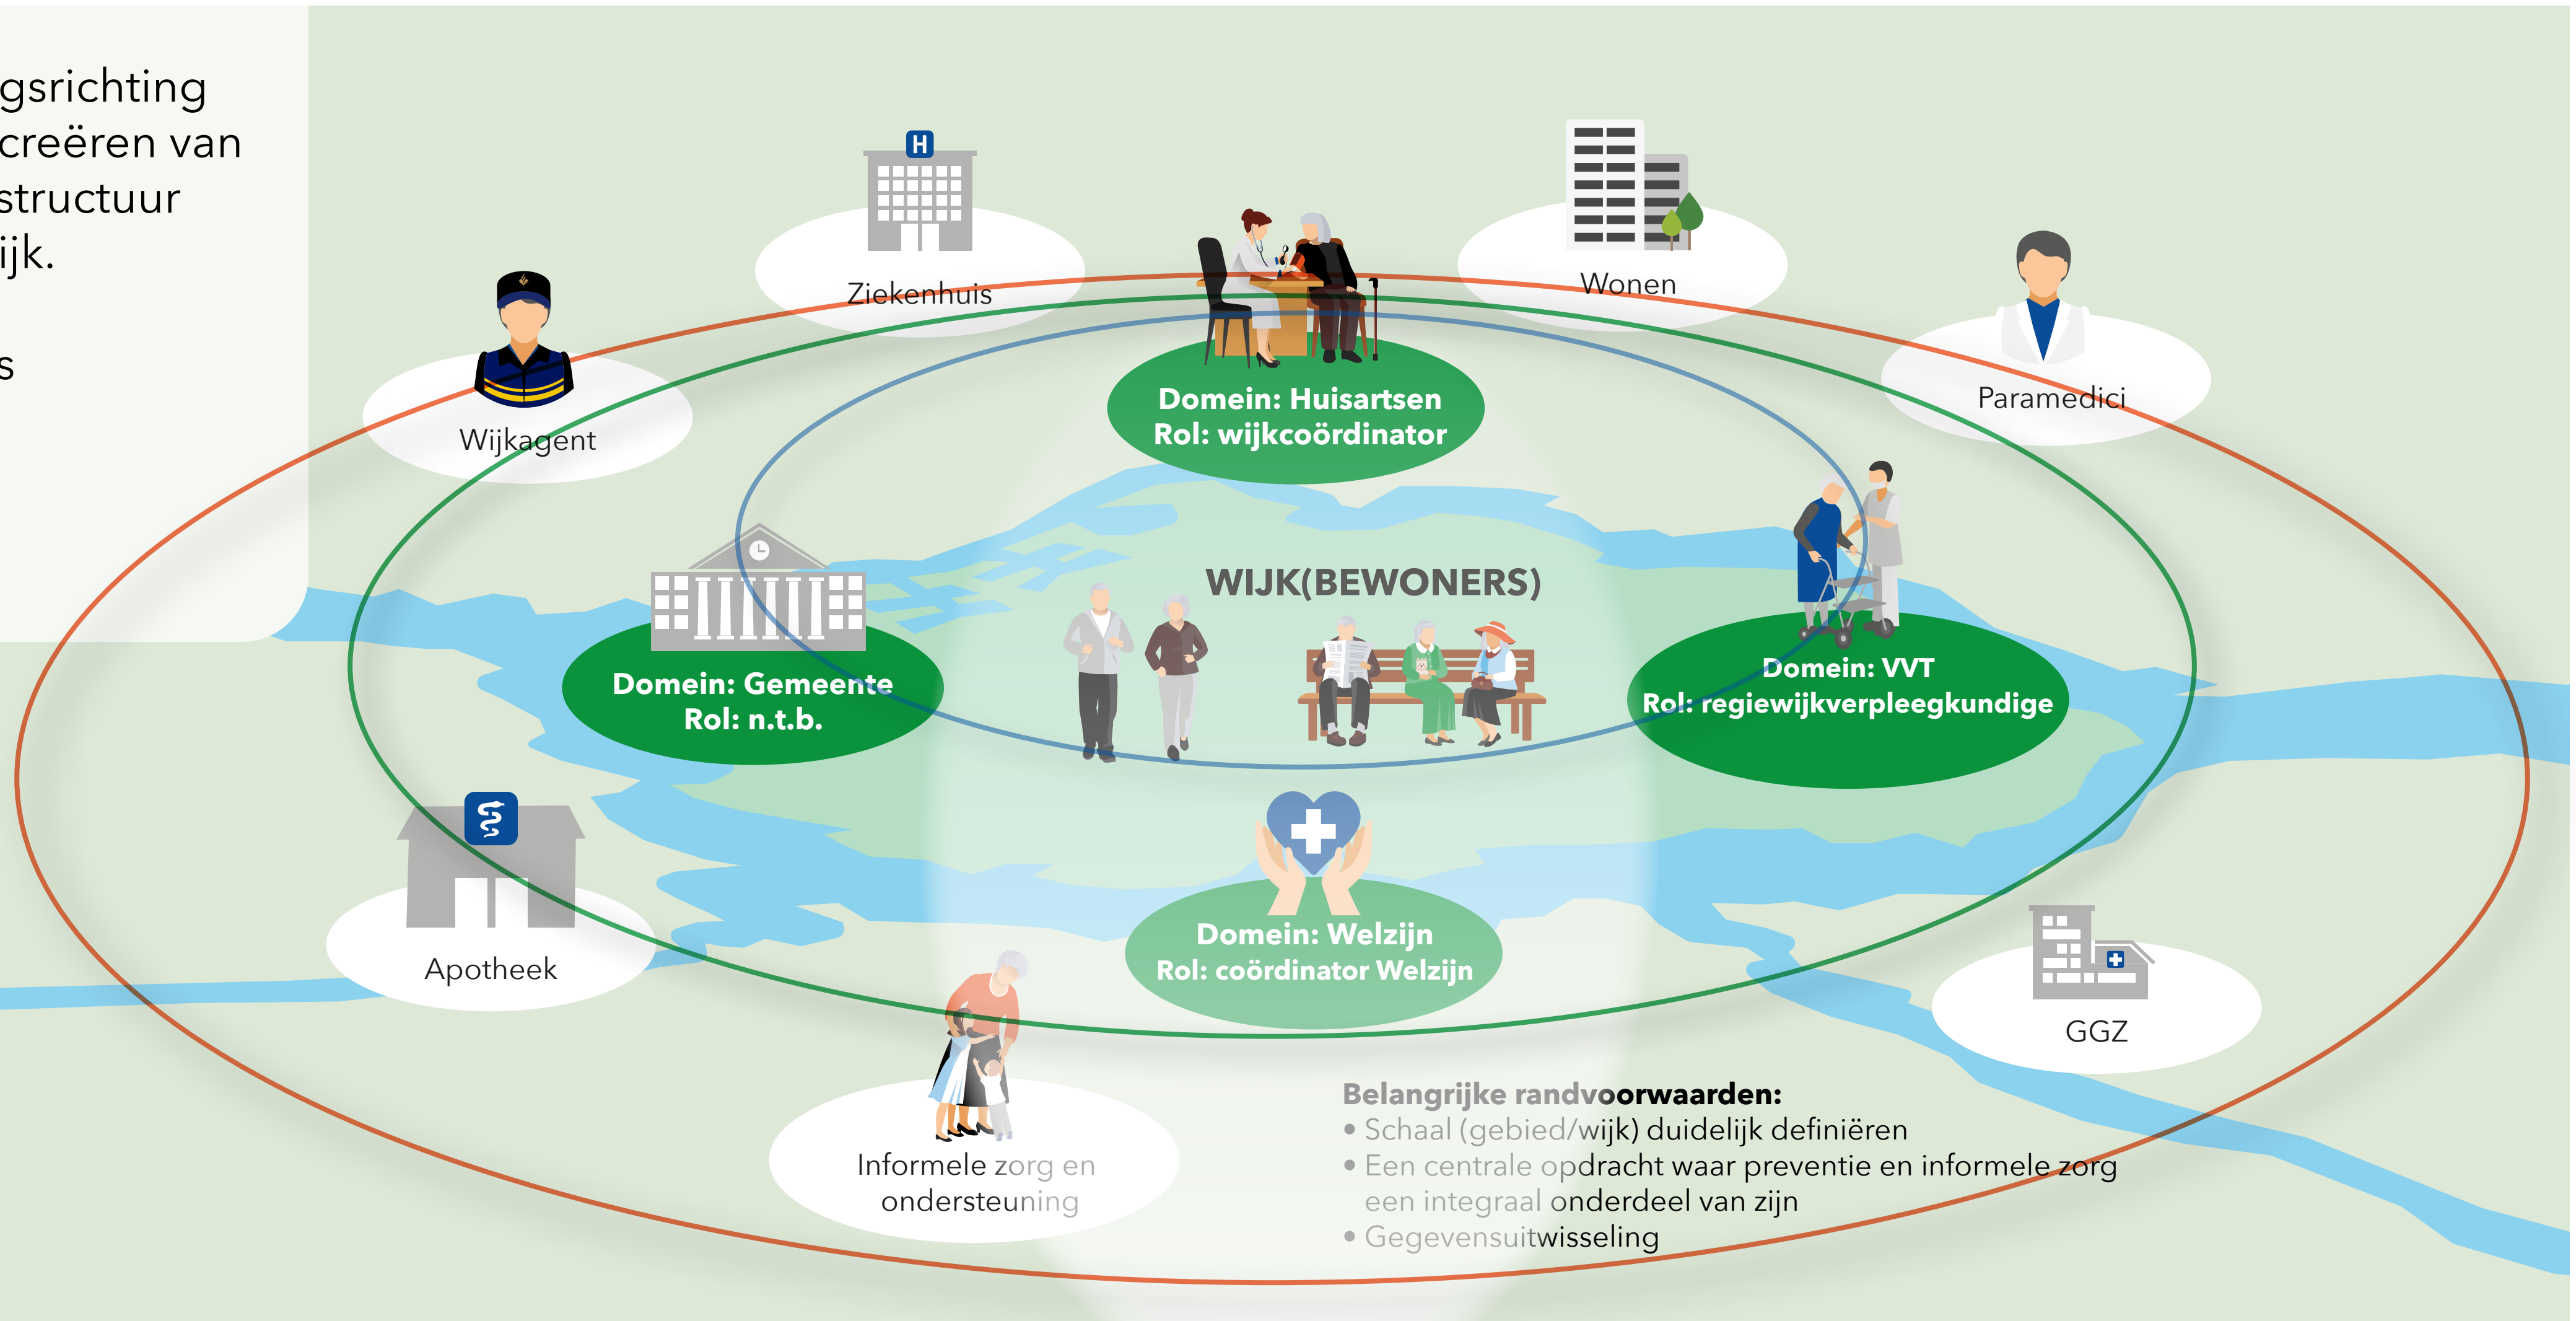 gsrichting
creëren van
structuur
ijk.
s
Ziekenhuis
Wonen
Wijkagent
Paramedici
Domein: Huisartsen
Rol: wijkcoördinator
WIJK(BEWONERS)
Domein: Gemeente
Rol: n.t.b.
Domein: VVT
Rol: regiewijkverpleegkundige
Apotheek
Domein: Welzijn
Rol: coördinator Welzijn
GGZ
Informele zorg en
ondersteuning
Belangrijke randvoorwaarden:
• Schaal (gebied/wijk) duidelijk definiëren
• Een centrale opdracht waar preventie en informele zorg
een integraal onderdeel van zijn
• Gegevensuitwisseling
H